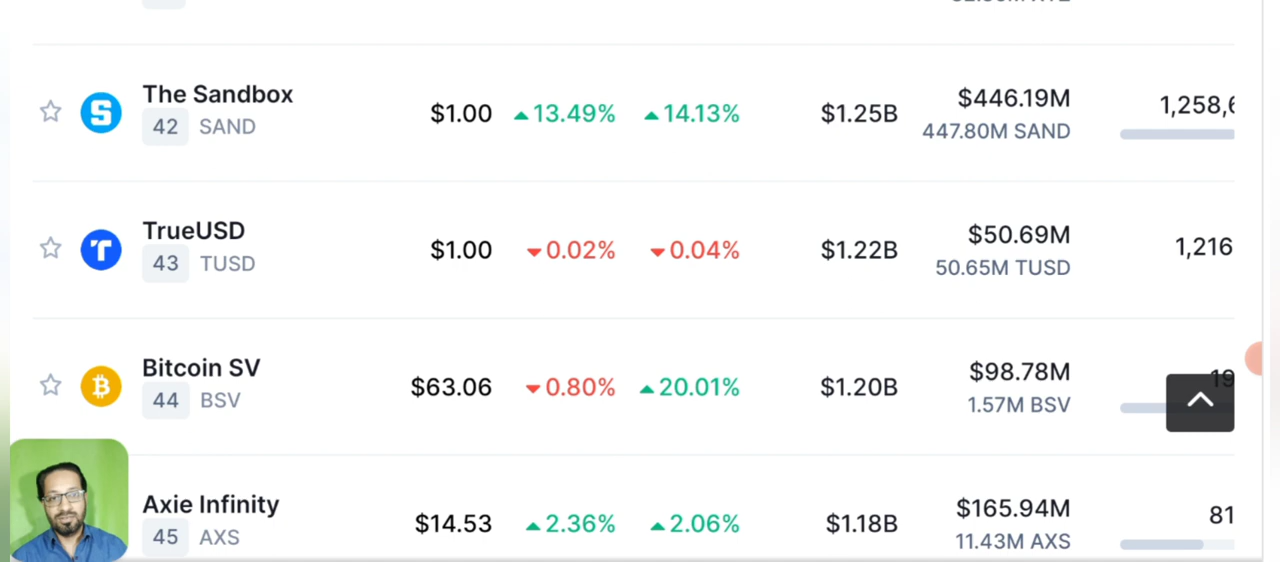 The Sandbox
42 SAND
$1.00 13.49% 14.13% $1.25B
$446.19M
447.80M SAND
TrueUSD
43 TUSD
$1.00 0.02% 0.04% $1.22B
$50.69M
50.65M TUSD
1,216
Bitcoin SV
44 BSV
$63.06 0.80% 20.01% $1.20B
$98.78M
1.57M BSV
19
Axie Infinity
45 AXS
$14.53 2.36% 2.06% $1.18B
$165.94M
11.43M AXS
81